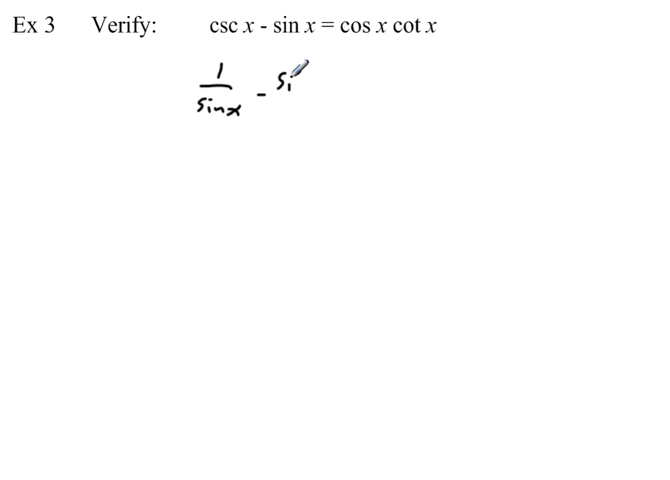 Ex 3 Verify: csc x - sin x = cos x cot x
1
sinx - si